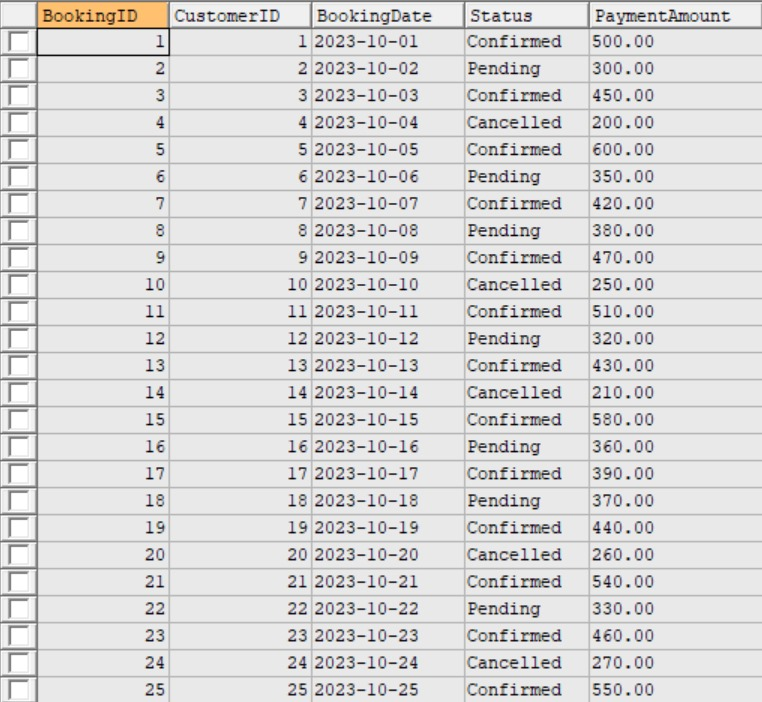 BookingID CustomerID BookingDate Status PaymentAmount
1 1 2023-10-01 Confirmed 500.00
2 2 2023-10-02 Pending 300.00
3 3 2023-10-03 Confirmed 450.00
4 4 2023-10-04 Cancelled 200.00
5 5 2023-10-05 Confirmed 600.00
6 6 2023-10-06 Pending 350.00
7 7 2023-10-07 Confirmed 420.00
8 8 2023-10-08 Pending 380.00
9 9 2023-10-09 Confirmed 470.00
10 10 2023-10-10 Cancelled 250.00
11 11 2023-10-11 Confirmed 510.00
12 12 2023-10-12 Pending 320.00
13 13 2023-10-13 Confirmed 430.00
14 14 2023-10-14 Cancelled 210.00
15 15 2023-10-15 Confirmed 580.00
16 16 2023-10-16 Pending 360.00
17 17 2023-10-17 Confirmed 390.00
18 18 2023-10-18 Pending 370.00
19 19 2023-10-19 Confirmed 440.00
20 20 2023-10-20 Cancelled 260.00
21 21 2023-10-21 Confirmed 540.00
22 22 2023-10-22 Pending 330.00
23 23 2023-10-23 Confirmed 460.00
24 24 2023-10-24 Cancelled 270.00
25 25 2023-10-25 Confirmed 550.00